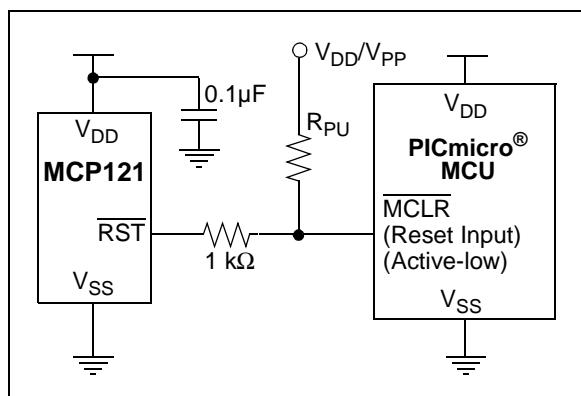 V_DD/V_PP
0.1µF
V_DD
MCP121
R_PU
V_DD
PICmicro®
MCU
RST
MCLR
(Reset Input)
(Active-low)
1 kΩ
V_SS
V_SS